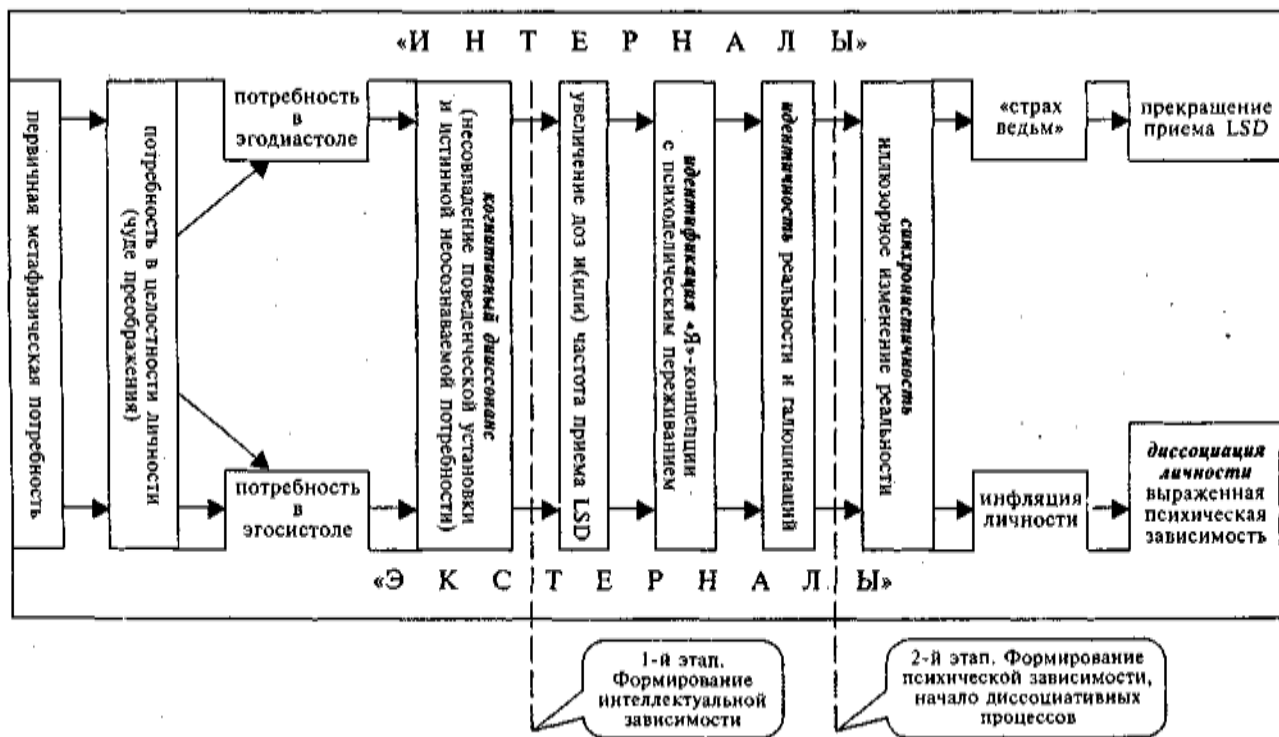 «ИНТЕРНАЛЫ»
первичная метафизическая потребность
потребность в целостности личности
(чуде преображения)
потребность
в
эгодиастоле
потребность
в
эгосистоле
когнитивный диссонанс
(несовпадение поведенческой установки
и истинной неосознаваемой потребности)
увеличение доз и(или) частота приема LSD
идентификация «Я»-концепции
с психоделическим переживанием
идентичность реальности и галюцинаций
синхронистичность
иллюзорное изменение реальности
«страх
ведьм»
прекращение
приема LSD
инфляция
личности
диссоциация
личности
выраженная
психическая
зависимость
«ЭКСТЕРНАЛЫ»
1-й этап.
Формирование
интеллектуальной
зависимости
2-й этап. Формирование
психической зависимости,
начало диссоциативных
процессов